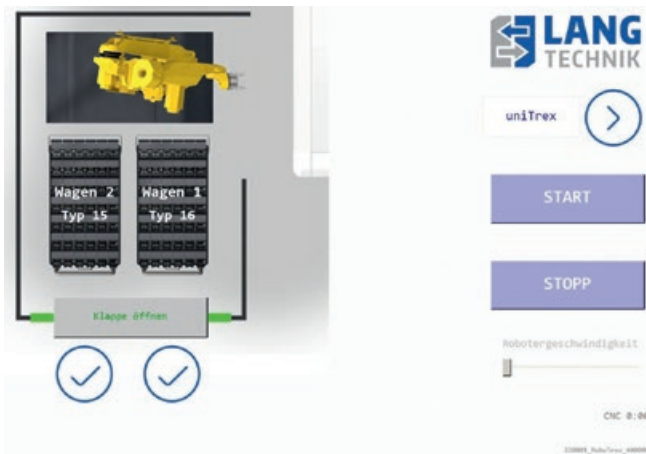 LANG
TECHNIK
uniTrex
Wagen 2
Typ 15
Wagen 1
Typ 16
START
STOPP
Klappe öffnen
Robotergeschwindigkeit